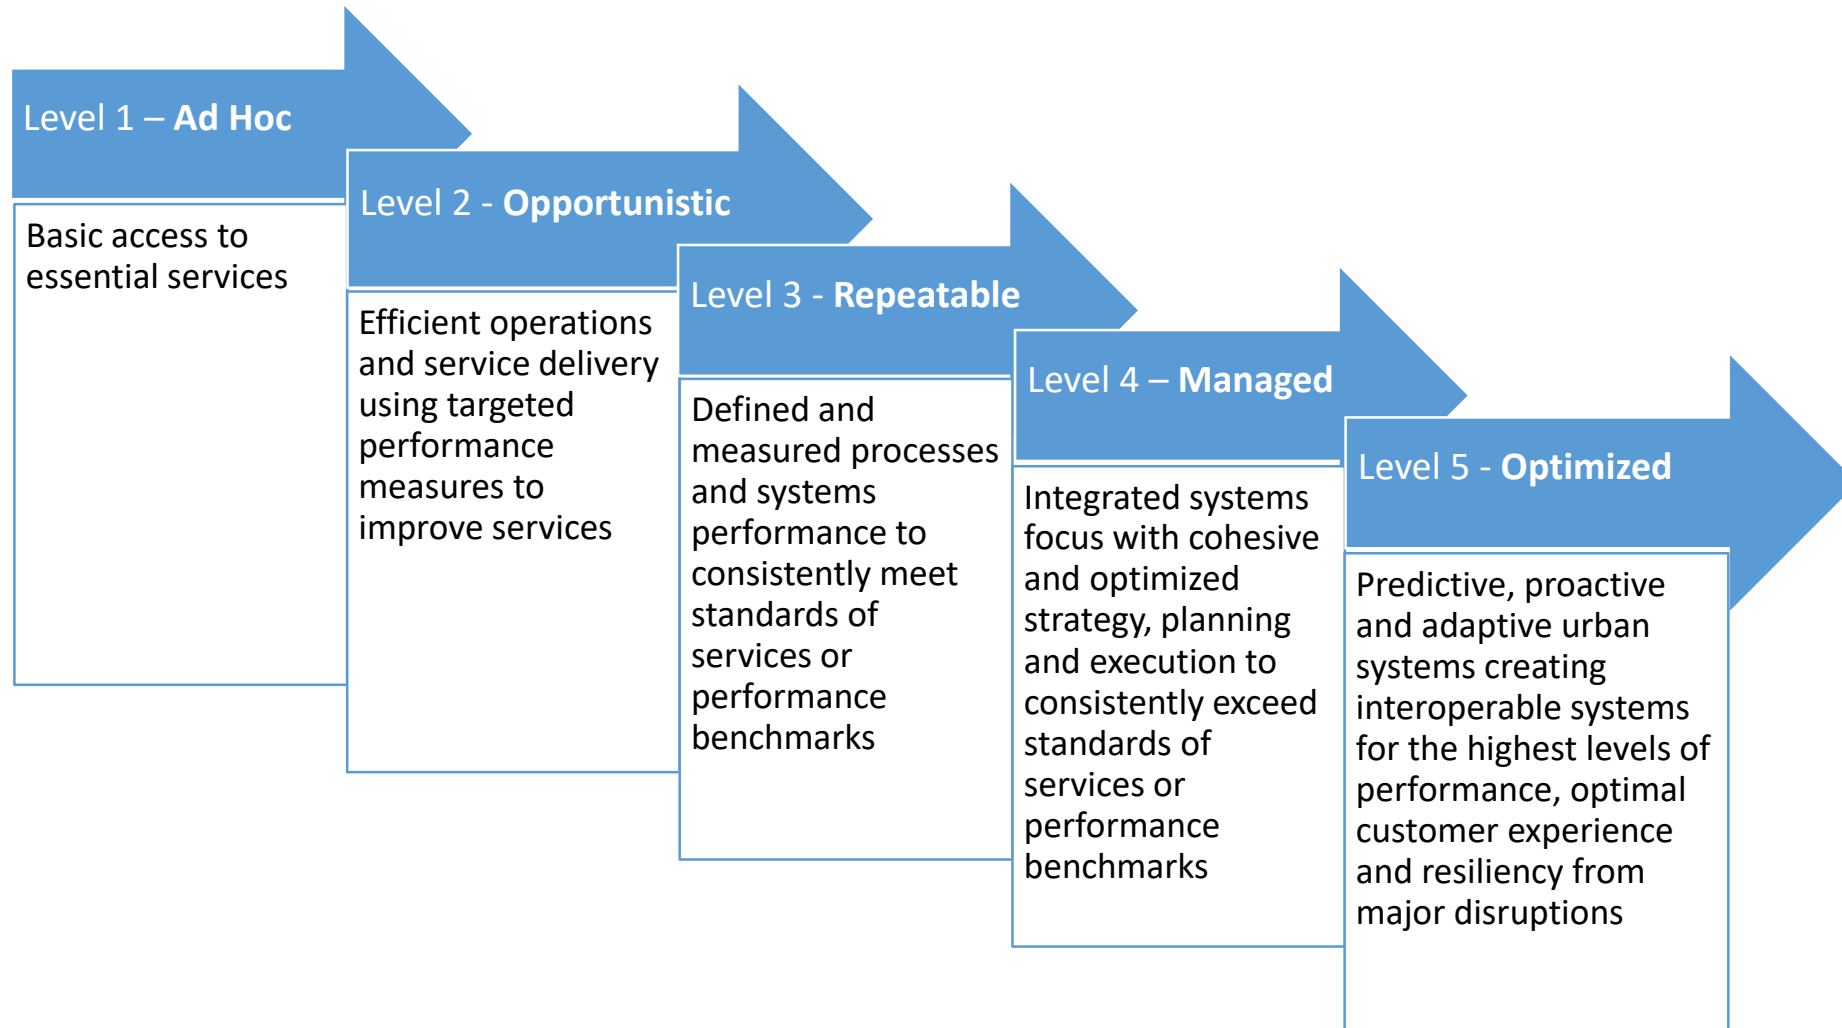 Level 1 – Ad Hoc
Basic access to
essential services
Level 2 - Opportunistic
Efficient operations
and service delivery
using targeted
performance
measures to
improve services
Level 3 - Repeatable
Defined and
measured processes
and systems
performance to
consistently meet
standards of
services or
performance
benchmarks
Level 4 – Managed
Integrated systems
focus with cohesive
and optimized
strategy, planning
and execution to
consistently exceed
standards of
services or
performance
benchmarks
Level 5 - Optimized
Predictive, proactive
and adaptive urban
systems creating
interoperable systems
for the highest levels of
performance, optimal
customer experience
and resiliency from
major disruptions